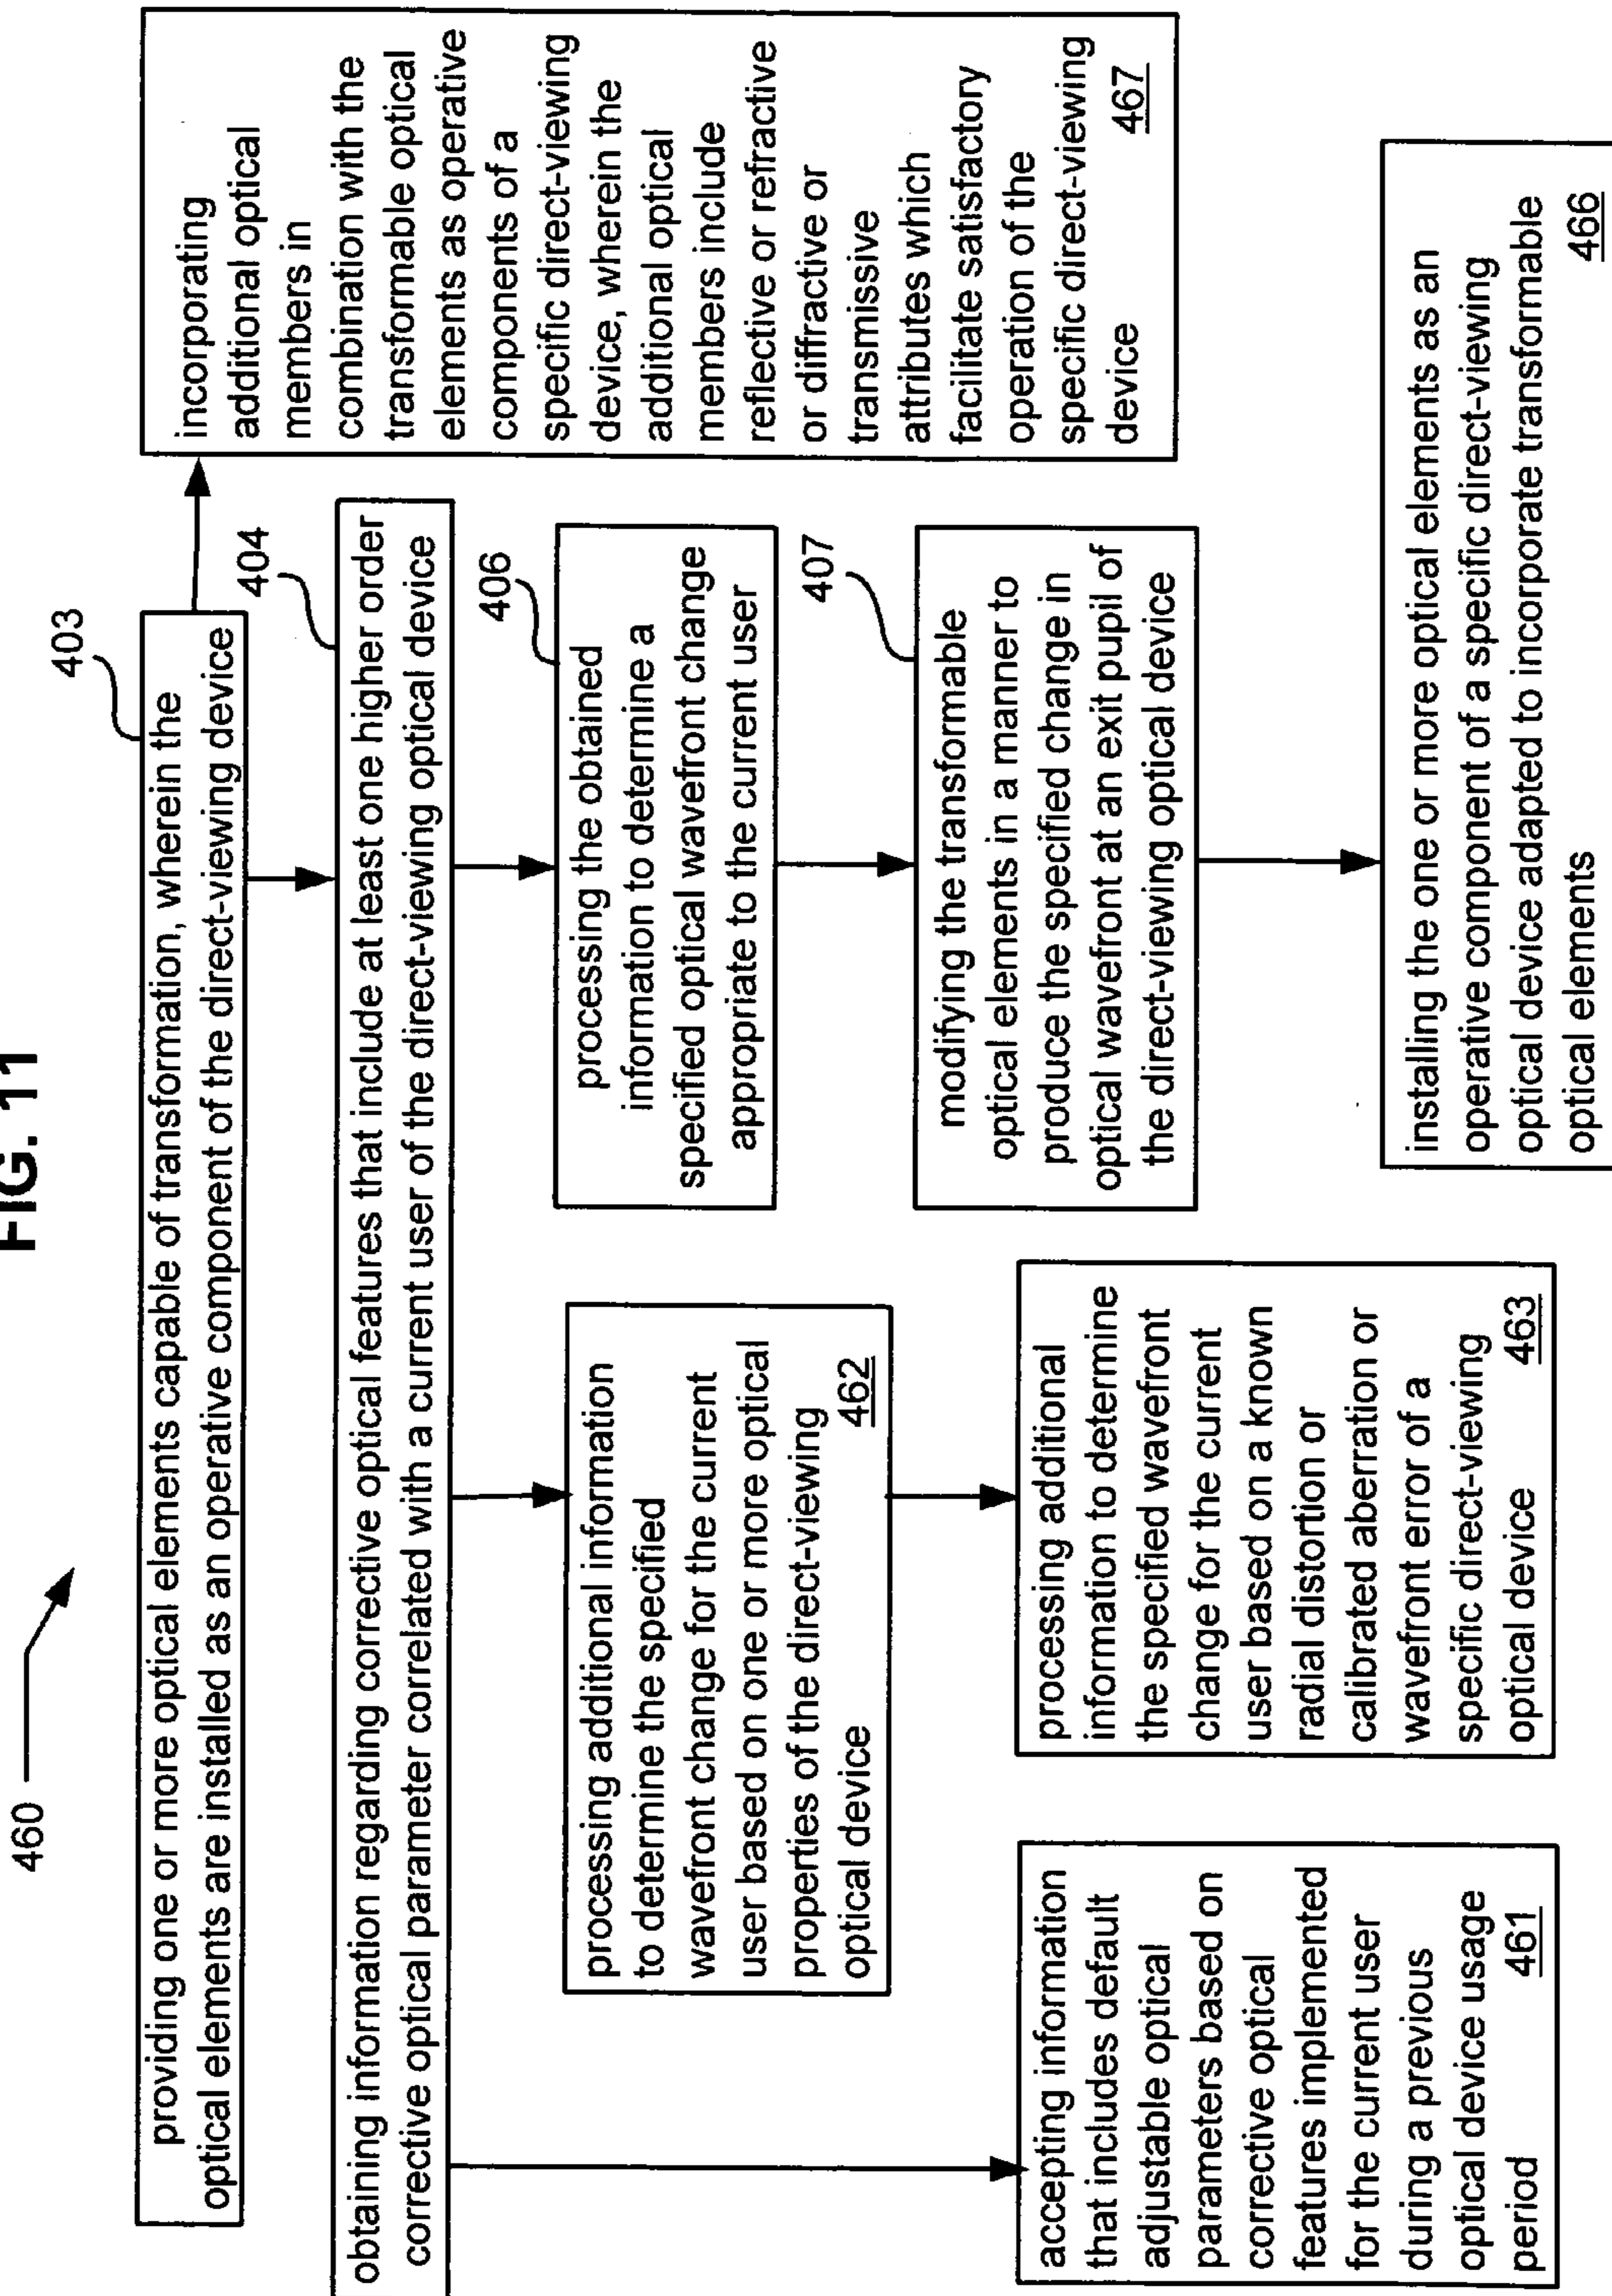 FIG. 11
460
403
providing one or more optical elements capable of transformation, wherein the
optical elements are installed as an operative component of the direct-viewing device
404
obtaining information regarding corrective optical features that include at least one higher order
corrective optical parameter correlated with a current user of the direct-viewing optical device
incorporating
additional optical
members in
combination with the
transformable optical
elements as operative
components of a
specific direct-viewing
device, wherein the
additional optical
members include
reflective or refractive
or diffractive or
transmissive
attributes which
facilitate satisfactory
operation of the
specific direct-viewing
device
467
406
processing the obtained
information to determine a
specified optical wavefront change
appropriate to the current user
407
modifying the transformable
optical elements in a manner to
produce the specified change in
optical wavefront at an exit pupil of
the direct-viewing optical device
processing additional information
to determine the specified
wavefront change for the current
user based on one or more optical
properties of the direct-viewing
optical device
462
accepting information
that includes default
adjustable optical
parameters based on
corrective optical
features implemented
for the current user
during a previous
optical device usage
period
461
processing additional
information to determine
the specified wavefront
change for the current
user based on a known
radial distortion or
calibrated aberration or
wavefront error of a
specific direct-viewing
optical device
463
installing the one or more optical elements as an
operative component of a specific direct-viewing
optical device adapted to incorporate transformable
optical elements
466